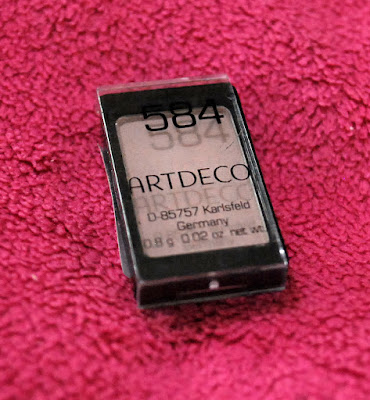 584
ARTDECO
D-85757 Karlsfeld
Germany
0.8 g 0.02 oz net wt.